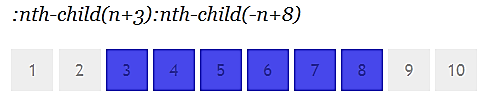 :nth-child(n+3):nth-child(-n+8)
1 2 3 4 5 6 7 8 9 10